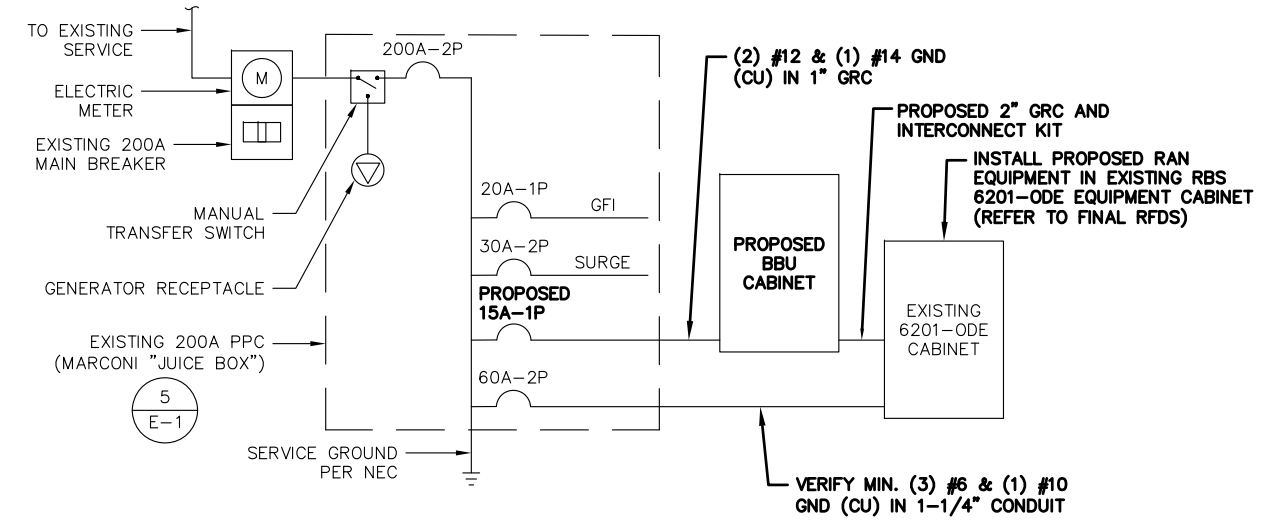 TO EXISTING
SERVICE
ELECTRIC
METER
EXISTING 200A
MAIN BREAKER
M
MANUAL
TRANSFER SWITCH
GENERATOR RECEPTACLE
EXISTING 200A PPC
(MARCONI "JUICE BOX")
5
E-1
SERVICE GROUND
PER NEC
200A-2P
20A-1P
GFI
30A-2P
SURGE
PROPOSED
15A-1P
60A-2P
(2) #12 & (1) #14 GND
(CU) IN 1" GRC
PROPOSED
BBU
CABINET
PROPOSED 2" GRC AND
INTERCONNECT KIT
INSTALL PROPOSED RAN
EQUIPMENT IN EXISTING RBS
6201-ODE EQUIPMENT CABINET
(REFER TO FINAL RFDS)
EXISTING
6201-ODE
CABINET
VERIFY MIN. (3) #6 & (1) #10
GND (CU) IN 1-1/4" CONDUIT